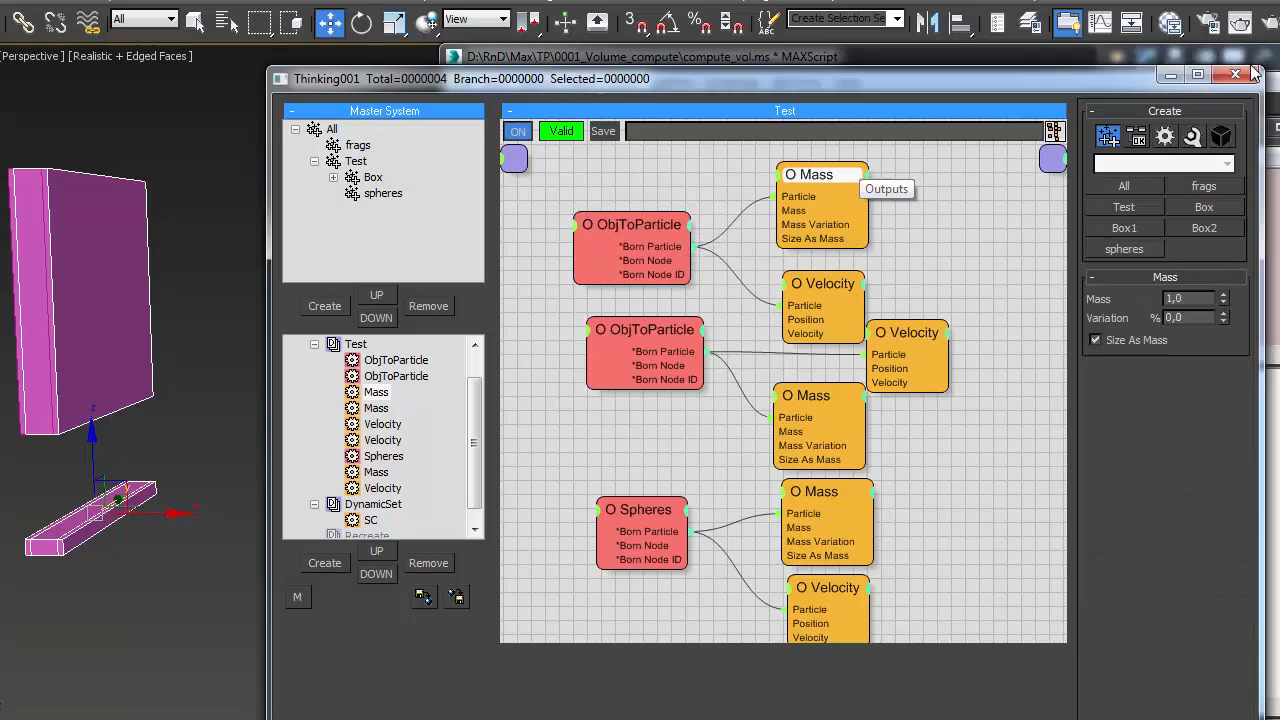 All
View
3
%
ABC
Create Selection Se
[Perspective] [Realistic + Edged Faces]
D:\RnD\Max\TP\0001_Volume_compute\compute_vol.ms * MAXScript
Thinking001 Total=0000004 Branch=0000000 Selected=0000000
- Master System
All
frags
Test
Box
spheres
Create
UP
DOWN
Remove
Test
ObjToParticle
ObjToParticle
Mass
Mass
Velocity
Velocity
Spheres
Mass
Velocity
DynamicSet
SC
Recreate
Create
UP
DOWN
Remove
M
- Test
ON Valid Save
O Mass
Outputs
Particle
Mass
Mass Variation
Size As Mass
O ObjToParticle
*Born Particle
*Born Node
*Born Node ID
O Velocity
Particle
Position
Velocity
O ObjToParticle
*Born Particle
*Born Node
*Born Node ID
O Velocity
Particle
Position
Velocity
O Mass
Particle
Mass
Mass Variation
Size As Mass
O Spheres
*Born Particle
*Born Node
*Born Node ID
O Mass
Particle
Mass
Mass Variation
Size As Mass
O Velocity
Particle
Position
Velocity
- Create
All frags
Test Box
Box1 Box2
spheres
- Mass
Mass 1,0
Variation % 0,0
Size As Mass
z